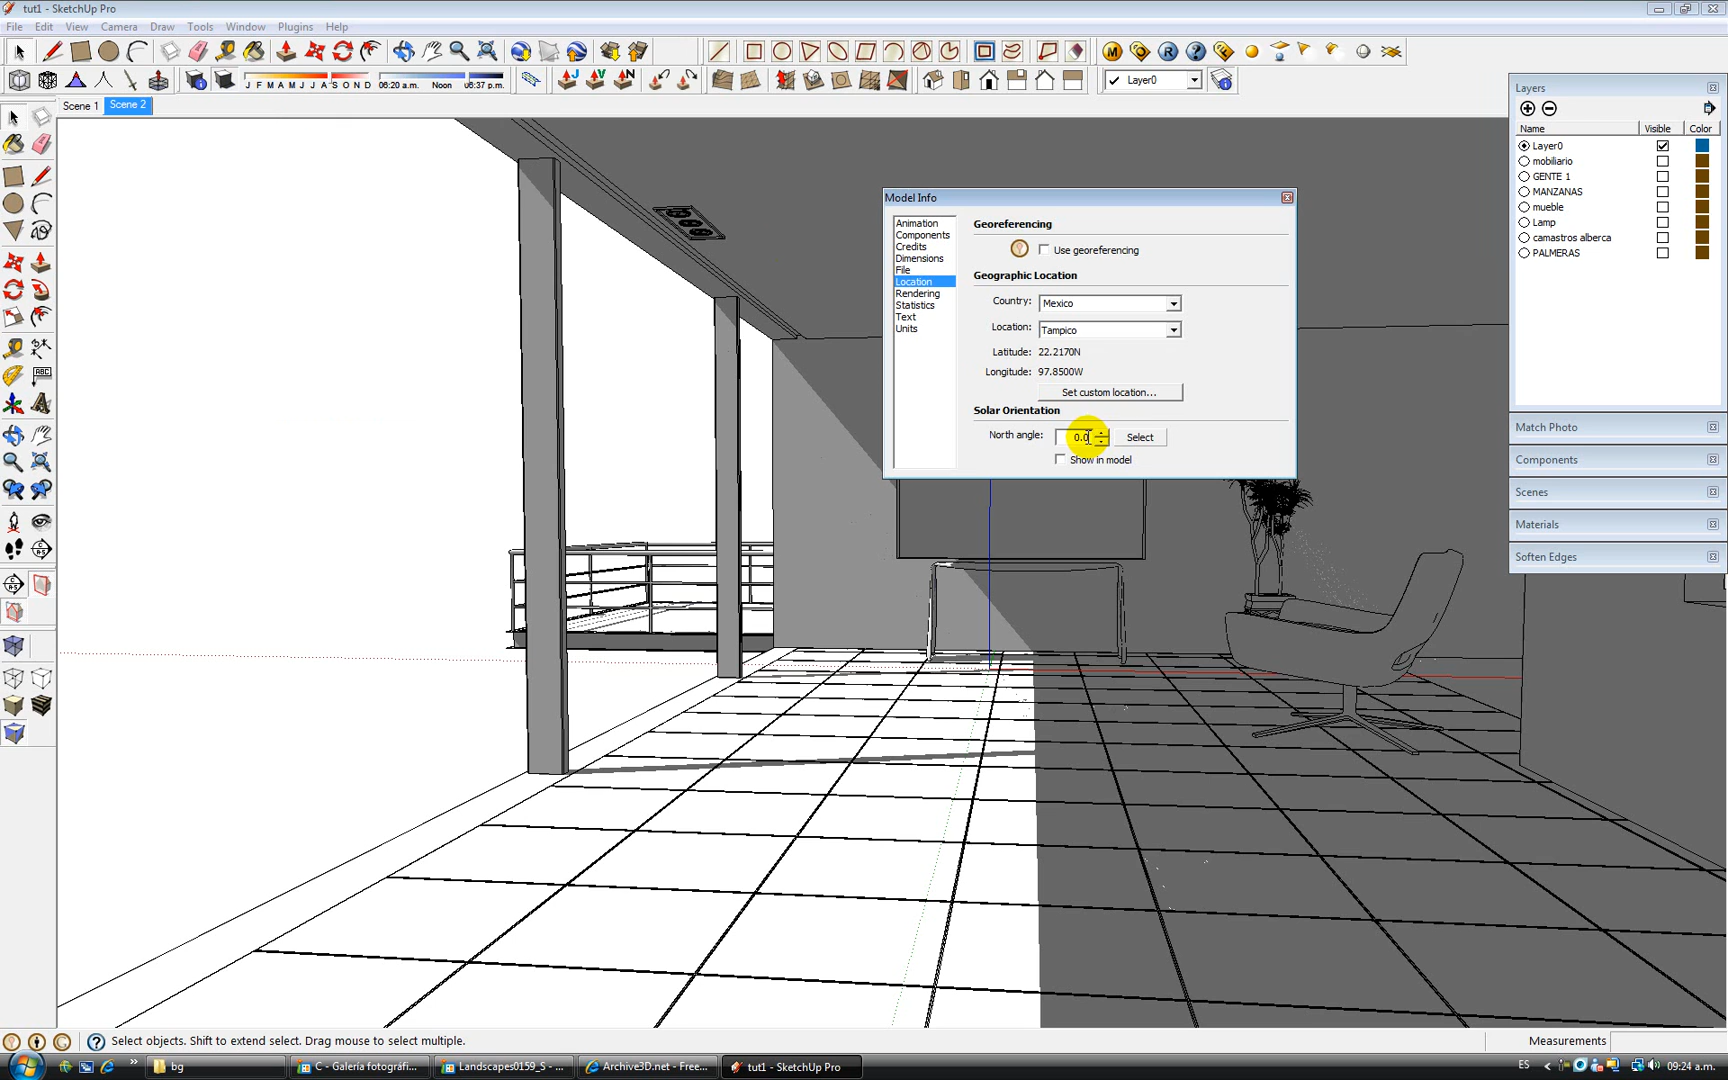 tut1 - SketchUp Pro
File Edit View Camera Draw Tools Window Plugins Help
J F M A M J J A S O N D 06:20 a.m. Noon 06:37 p.m.
Layer0
Scene 1 Scene 2
Layers
Name Visible Color
Layer0
mobiliario
GENTE 1
MANZANAS
mueble
Lamp
camastros alberca
PALMERAS
Match Photo
Components
Scenes
Materials
Soften Edges
Model Info
Animation
Components
Credits
Dimensions
File
Location
Rendering
Statistics
Text
Units
Georeferencing
Use georeferencing
Geographic Location
Country: Mexico
Location: Tampico
Latitude: 22.2170N
Longitude: 97.8500W
Set custom location...
Solar Orientation
North angle: 0.0 Select
Show in model
Select objects. Shift to extend select. Drag mouse to select multiple.
Measurements
bg
C - Galería fotográfi...
Landscapes0159_S - ...
Archive3D.net - Free...
tut1 - SketchUp Pro
ES
09:24 a.m.